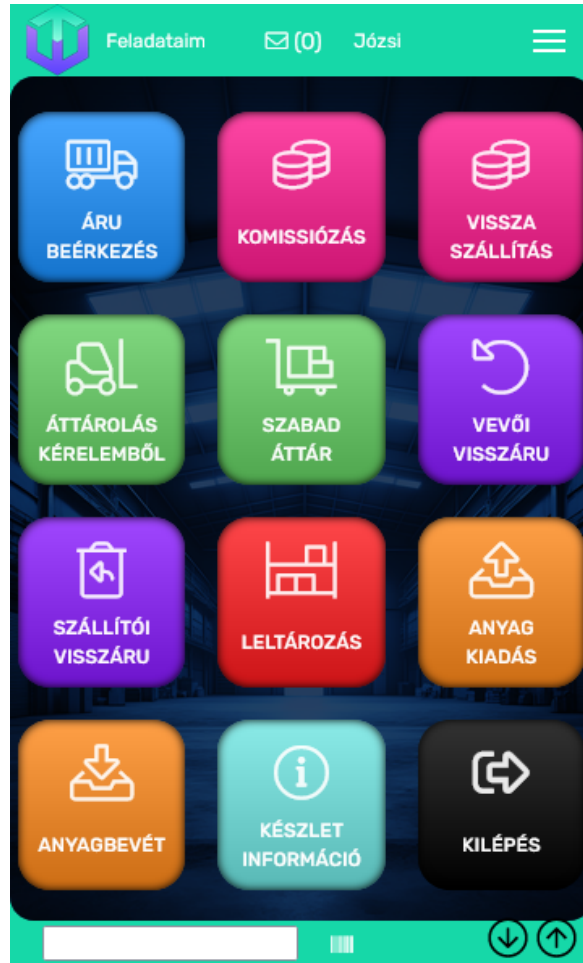 Feladataim
(0)
Józsi
ÁRU
BEÉRKEZÉS
KOMISSIÓZÁS
VISSZA
SZÁLLÍTÁS
ÁTTÁROLÁS
KÉRELEMBŐL
SZABAD
ÁTTÁR
VEVŐI
VISSZÁRU
SZÁLLÍTÓI
VISSZÁRU
LELTÁROZÁS
ANYAG
KIADÁS
ANYAGBEVÉT
KÉSZLET
INFORMÁCIÓ
KILÉPÉS